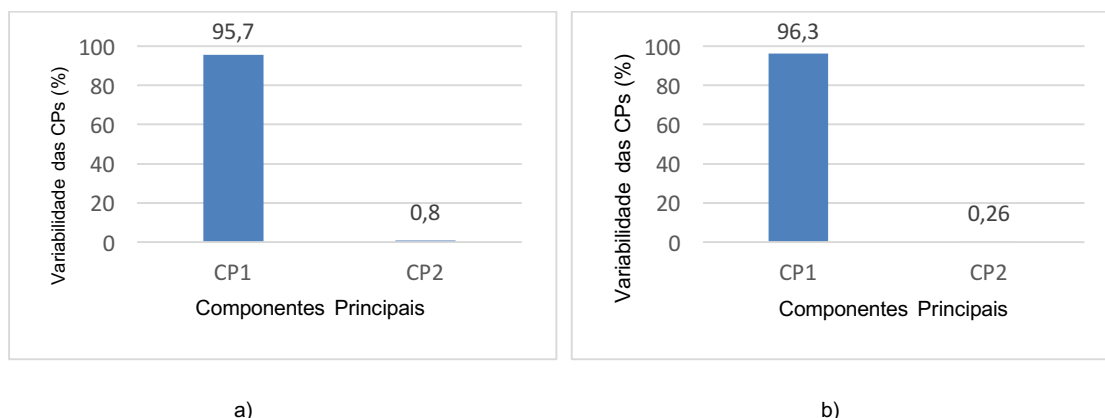 95,7
100
80
60
40
20
0
0,8
CP1 CP2
Variabilidade das CPs (%)
Componentes Principais
a)
96,3
100
80
60
40
20
0
0,26
CP1 CP2
Variabilidade das CPs (%)
Componentes Principais
b)